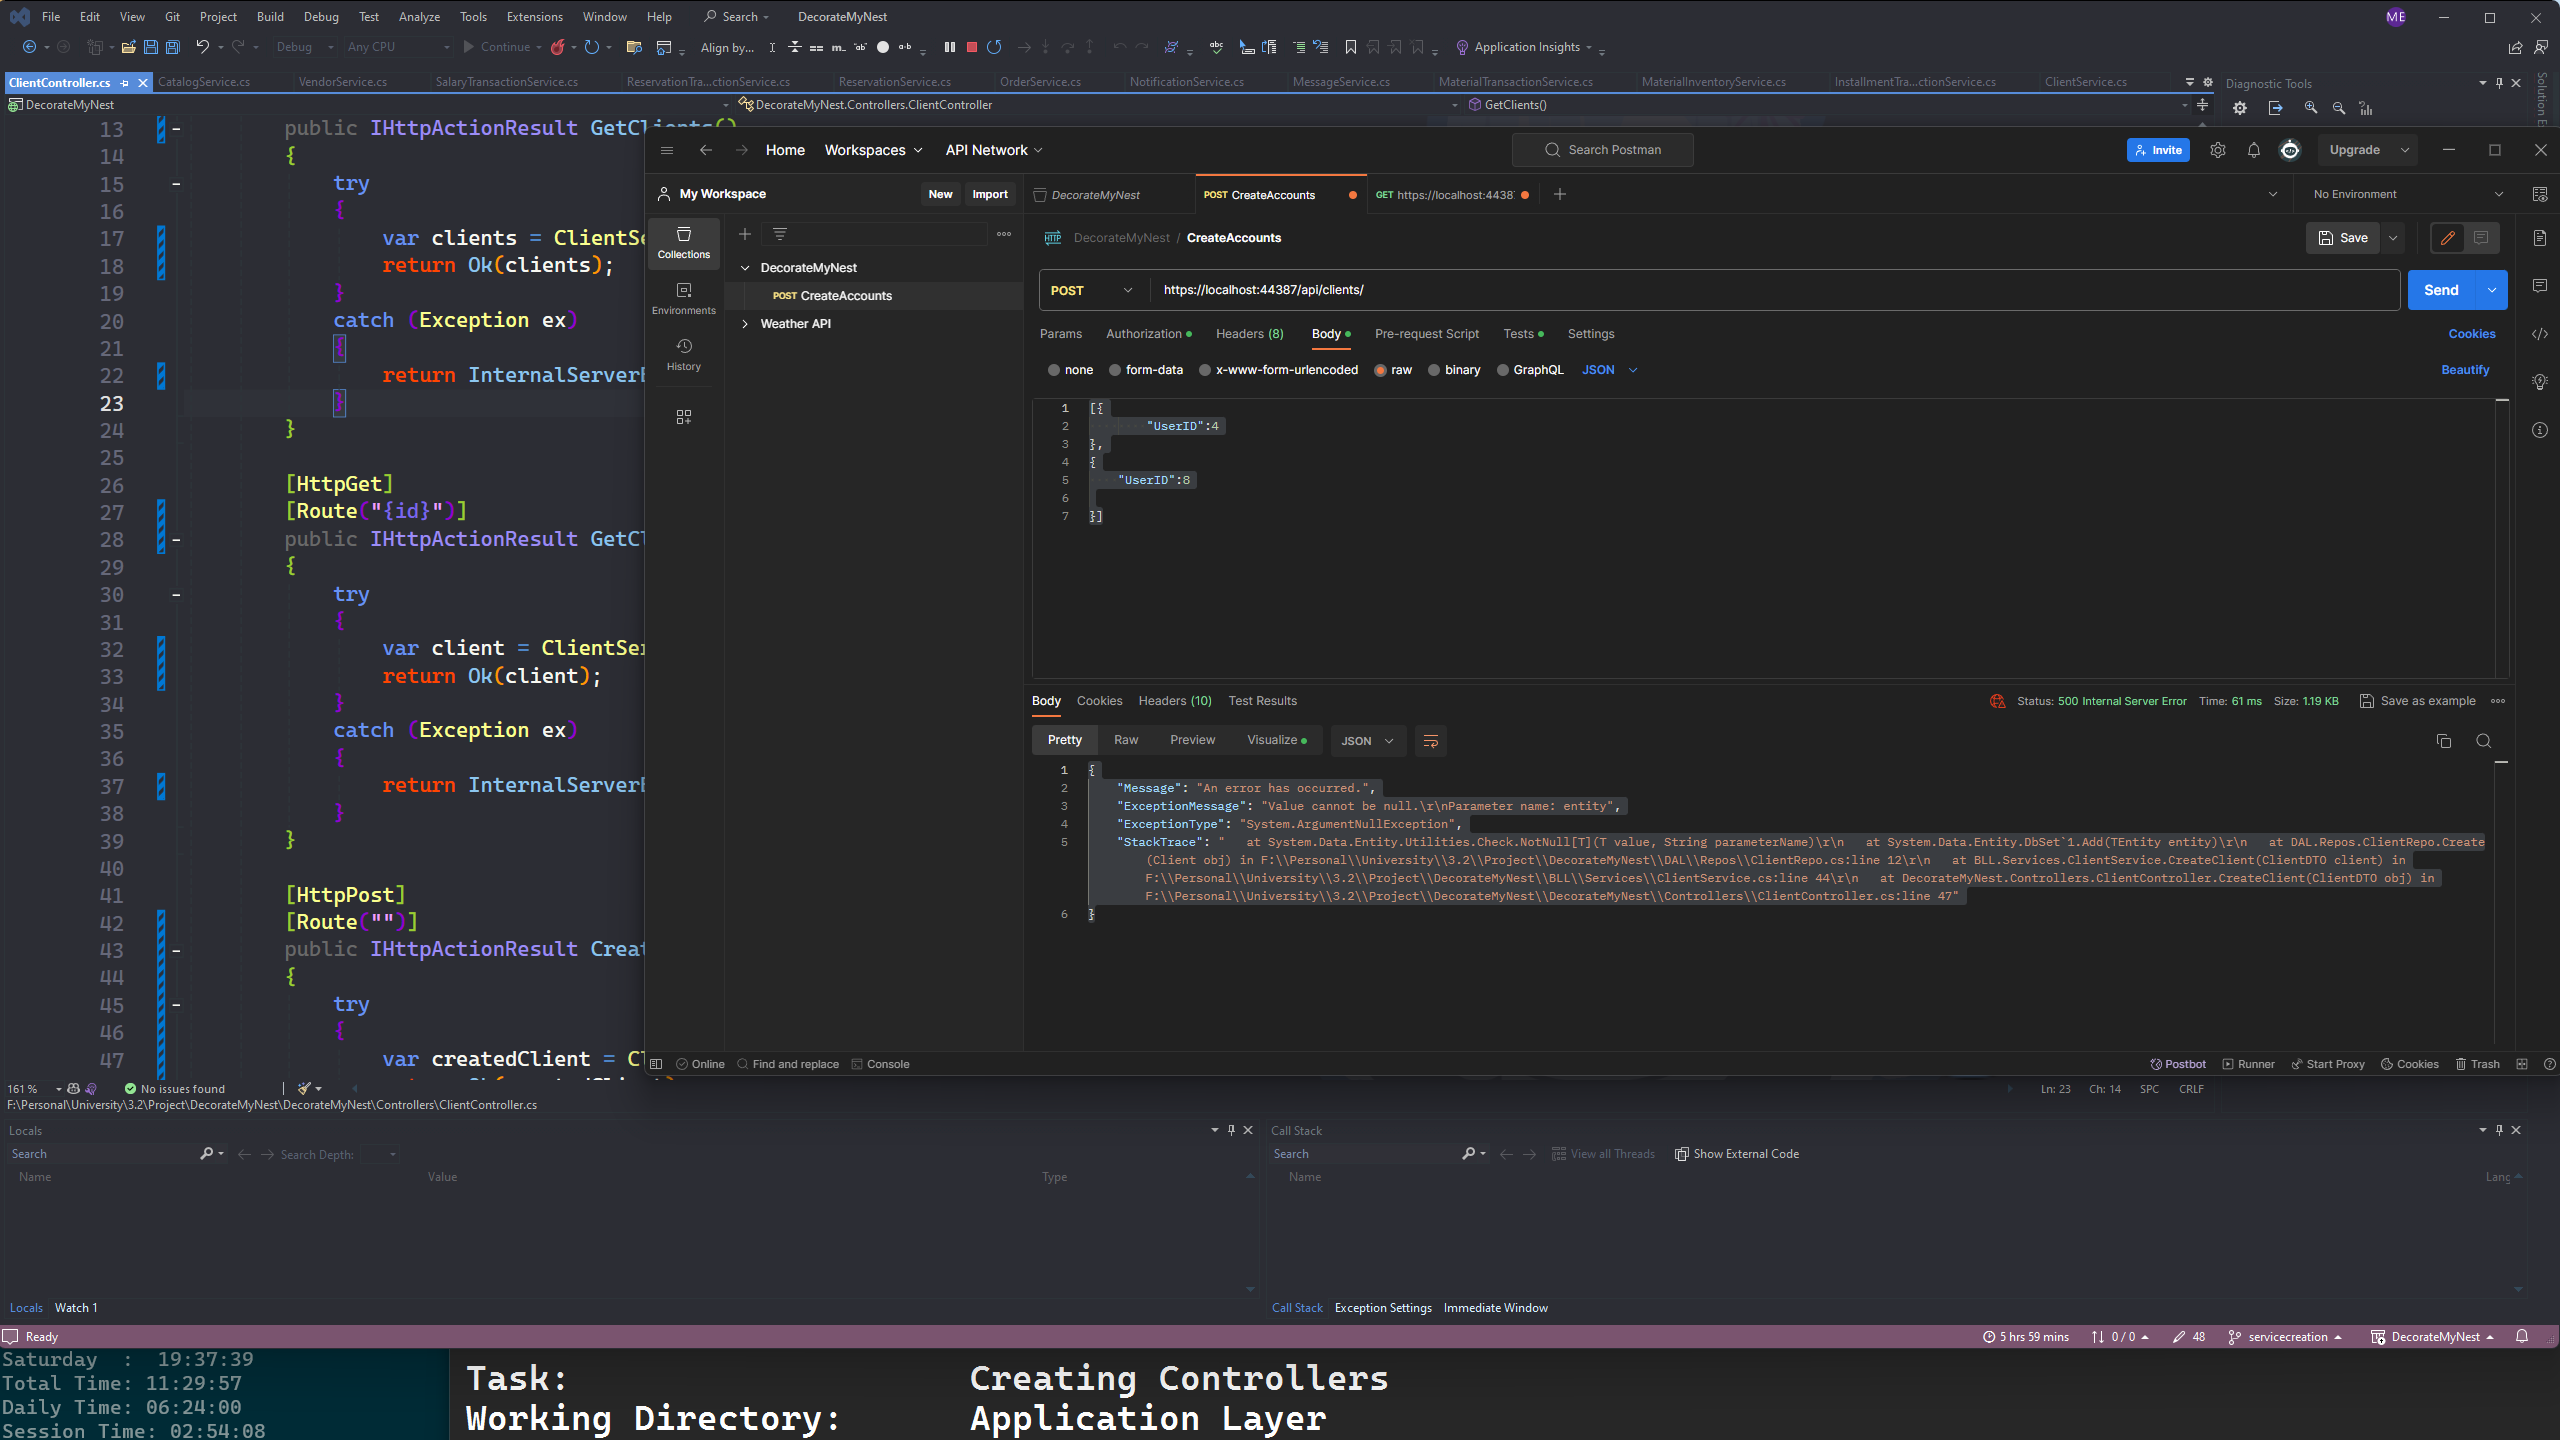 File Edit View Git Project Build Debug Test Analyze Tools Extensions Window Help Search DecorateMyNest ME
Debug Any CPU Continue Align by... Application Insights
ClientController.cs CatalogService.cs VendorService.cs SalaryTransactionService.cs ReservationTra...ctionService.cs ReservationService.cs OrderService.cs NotificationService.cs MessageService.cs MaterialTransactionService.cs MaterialInventoryService.cs InstallmentTra...ctionService.cs ClientService.cs Diagnostic Tools
DecorateMyNest DecorateMyNest.Controllers.ClientController GetClients()
13 public IHttpActionResult GetClients()
14 {
15 try
16 {
17 var clients = ClientSe
18 return Ok(clients);
19 }
20 catch (Exception ex)
21 {
22 return InternalServerE
23 }
24 }
25
26 [HttpGet]
27 [Route("{id}")]
28 public IHttpActionResult GetCl
29 {
30 try
31 {
32 var client = ClientSer
33 return Ok(client);
34 }
35 catch (Exception ex)
36 {
37 return InternalServerE
38 }
39 }
40
41 [HttpPost]
42 [Route("")]
43 public IHttpActionResult Creat
44 {
45 try
46 {
47 var createdClient = Cl
Home Workspaces API Network Search Postman Invite Upgrade
My Workspace New Import DecorateMyNest POST CreateAccounts GET https://localhost:4438 No Environment
Collections
Environments
History
DecorateMyNest
POST CreateAccounts
Weather API
HTTP DecorateMyNest / CreateAccounts Save
POST https://localhost:44387/api/clients/ Send
Params Authorization Headers (8) Body Pre-request Script Tests Settings Cookies
none form-data x-www-form-urlencoded raw binary GraphQL JSON Beautify
1 [{
2 "UserID":4
3 },
4 {
5 "UserID":8
6
7 }]
Body Cookies Headers (10) Test Results Status: 500 Internal Server Error Time: 61 ms Size: 1.19 KB Save as example
Pretty Raw Preview Visualize JSON
1 {
2 "Message": "An error has occurred.",
3 "ExceptionMessage": "Value cannot be null.\r\nParameter name: entity",
4 "ExceptionType": "System.ArgumentNullException",
5 "StackTrace": "   at System.Data.Entity.Utilities.Check.NotNull[T](T value, String parameterName)\r\n   at System.Data.Entity.DbSet`1.Add(TEntity entity)\r\n   at DAL.Repos.ClientRepo.Create
(Client obj) in F:\\Personal\\University\\3.2\\Project\\DecorateMyNest\\DAL\\Repos\\ClientRepo.cs:line 12\r\n   at BLL.Services.ClientService.CreateClient(ClientDTO client) in
F:\\Personal\\University\\3.2\\Project\\DecorateMyNest\\BLL\\Services\\ClientService.cs:line 44\r\n   at DecorateMyNest.Controllers.ClientController.CreateClient(ClientDTO obj) in
F:\\Personal\\University\\3.2\\Project\\DecorateMyNest\\DecorateMyNest\\Controllers\\ClientController.cs:line 47"
6 }
Online Find and replace Console Postbot Runner Start Proxy Cookies Trash
161 % No issues found Ln: 23 Ch: 14 SPC CRLF
F:\Personal\University\3.2\Project\DecorateMyNest\DecorateMyNest\Controllers\ClientController.cs
Locals Call Stack
Search Search Depth: Search View all Threads Show External Code
Name Value Type Name Lang
Locals Watch 1 Call Stack Exception Settings Immediate Window
Ready 5 hrs 59 mins 0 / 0 48 servicecreation DecorateMyNest
Saturday : 19:37:39
Total Time: 11:29:57
Daily Time: 06:24:00
Session Time: 02:54:08
Task: Creating Controllers
Working Directory: Application Layer